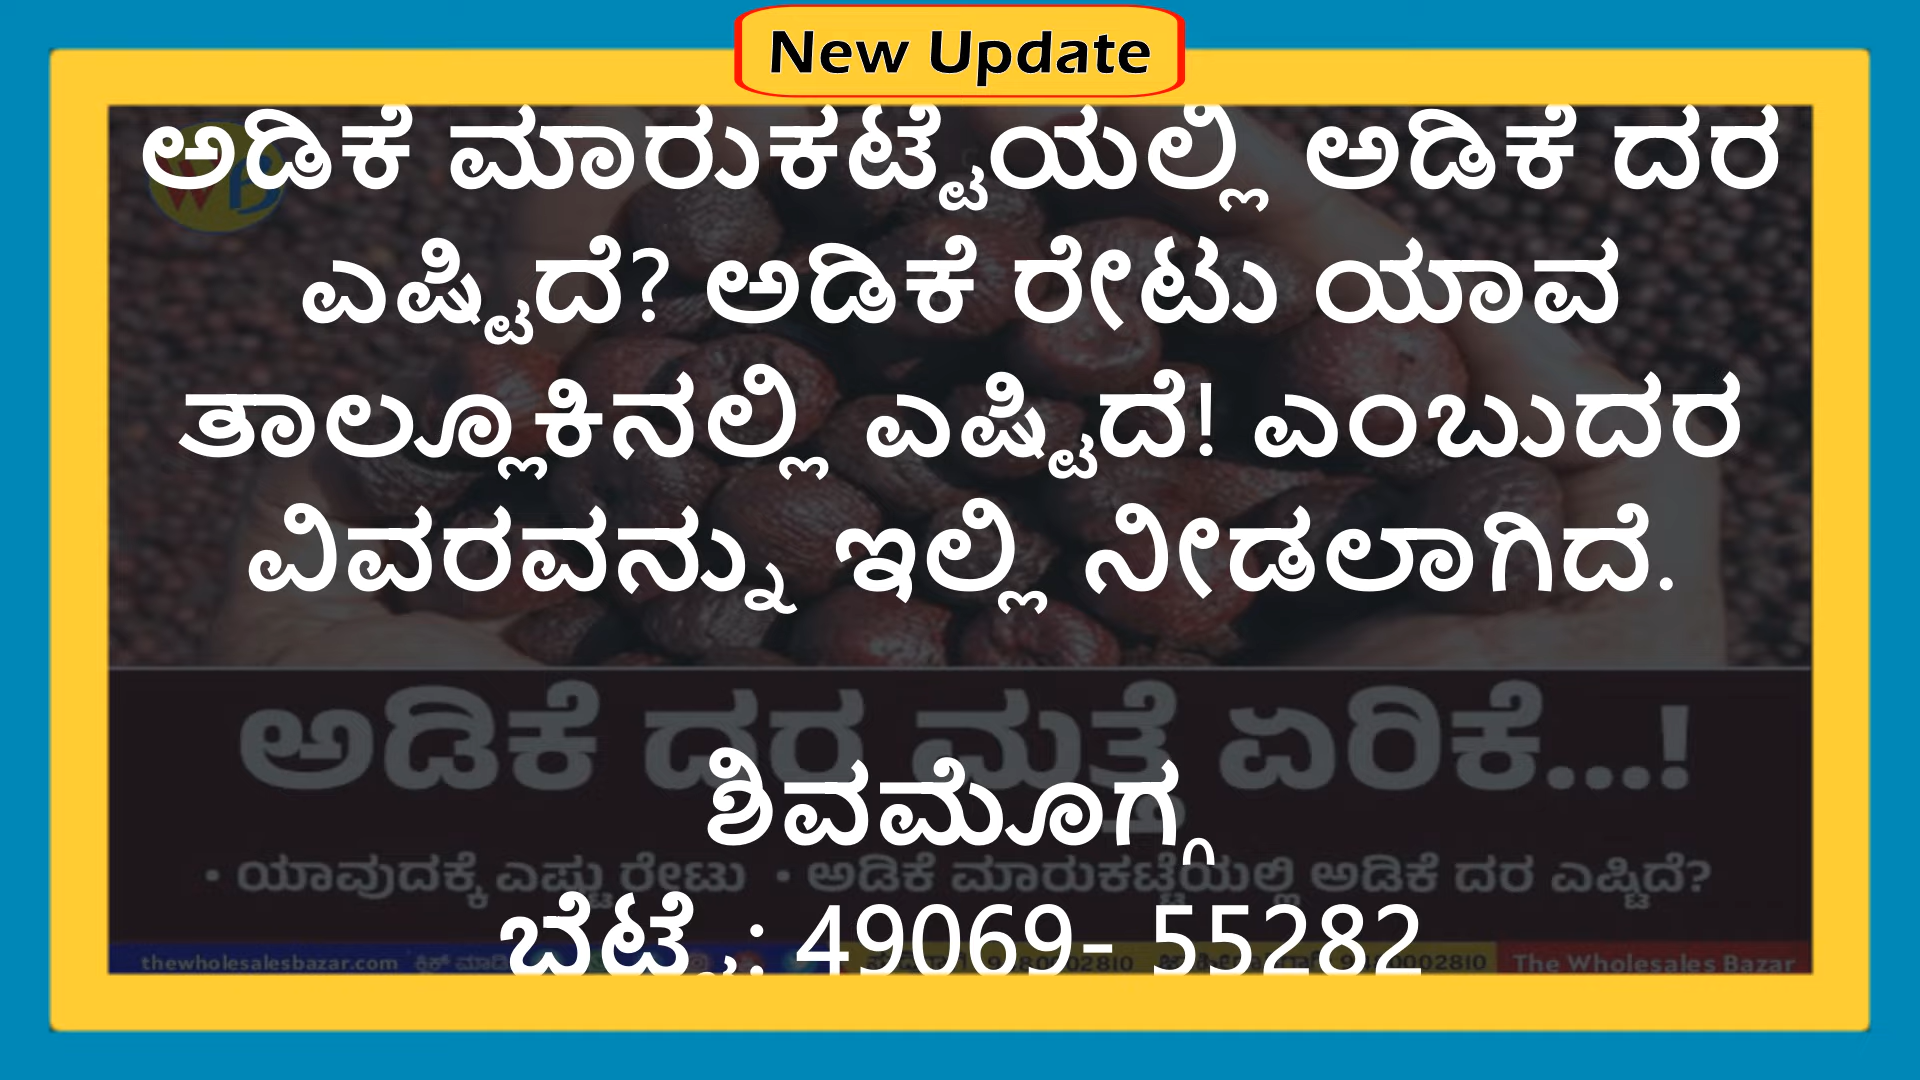 New Update
ಅಡಿಕೆ ಮಾರುಕಟ್ಟೆಯಲ್ಲಿ ಅಡಿಕೆ ದರ
ಎಷ್ಟಿದೆ? ಅಡಿಕೆ ರೇಟು ಯಾವ
ತಾಲ್ಲೂಕಿನಲ್ಲಿ ಎಷ್ಟಿದೆ! ಎಂಬುದರ
ವಿವರವನ್ನು ಇಲ್ಲಿ ನೀಡಲಾಗಿದೆ.
ಅಡಿಕೆ ದರ ಮತ್ತೆ ಏರಿಕೆ...!
ಶಿವಮೊಗ್ಗ
• ಯಾವುದಕ್ಕೆ ಎಷ್ಟು ರೇಟು • ಅಡಿಕೆ ಮಾರುಕಟ್ಟೆಯಲ್ಲಿ ಅಡಿಕೆ ದರ ಎಷ್ಟಿದೆ?
ಬೆಟ್ಟೆ : 49069- 55282
thewholesalesbazar.com ಕ್ಲಿಕ್ ಮಾಡಿ The Wholesales Bazar